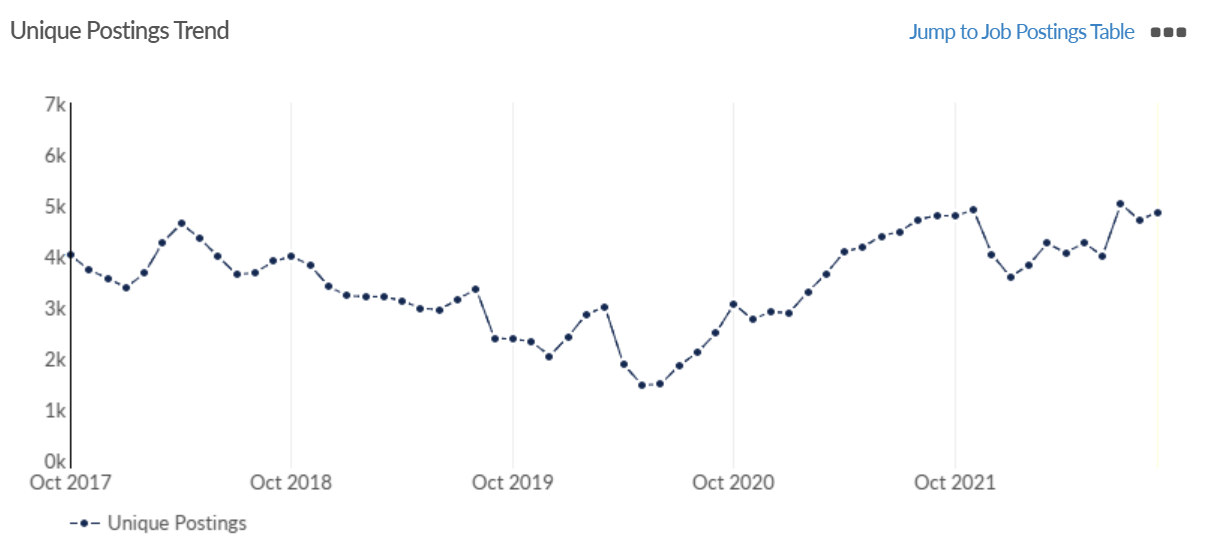 Unique Postings Trend
Jump to Job Postings Table
7k
6k
5k
4k
3k
2k
1k
0k
Oct 2017
Oct 2018
Oct 2019
Oct 2020
Oct 2021
Unique Postings